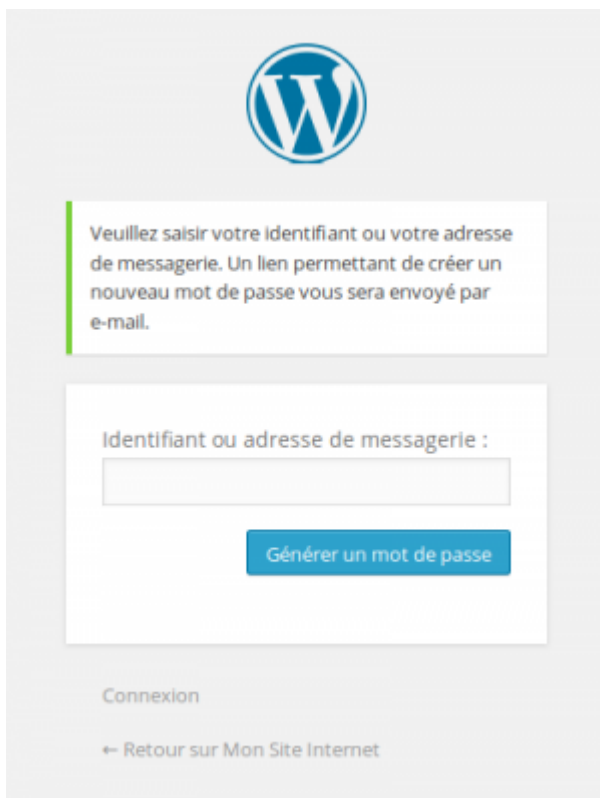 Veuillez saisir votre identifiant ou votre adresse
de messagerie. Un lien permettant de créer un
nouveau mot de passe vous sera envoyé par
e-mail.
Identifiant ou adresse de messagerie :
Générer un mot de passe
Connexion
← Retour sur Mon Site Internet